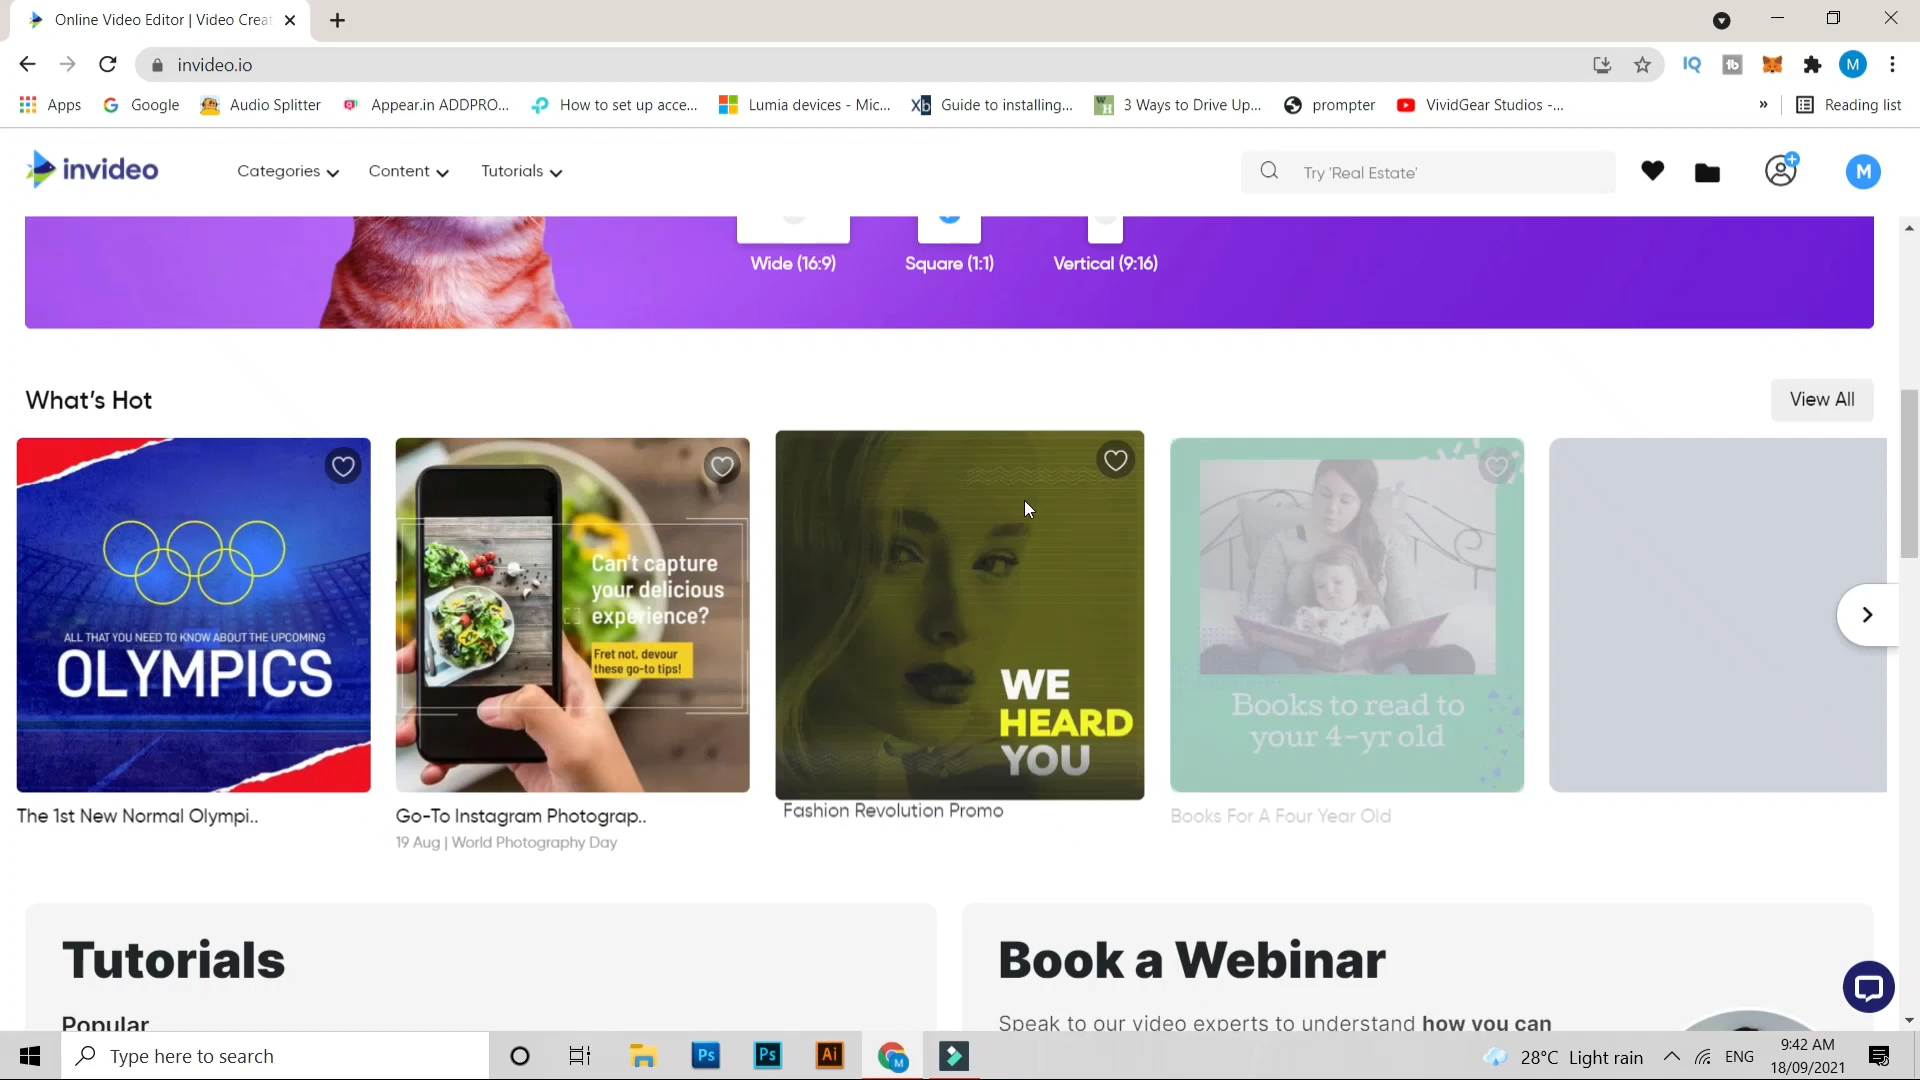 Online Video Editor | Video Creat
invideo.io
IQ
tb
M
Apps
Google
Audio Splitter
Appear.in ADDPRO...
How to set up acce...
Lumia devices - Mic...
Guide to installing...
3 Ways to Drive Up...
prompter
VividGear Studios -...
»
Reading list
invideo
Categories
Content
Tutorials
Try 'Real Estate'
M
Wide (16:9)
Square (1:1)
Vertical (9:16)
What's Hot
View All
ALL THAT YOU NEED TO KNOW ABOUT THE UPCOMING
OLYMPICS
Can't capture
your delicious
experience?
Fret not, devour
these go-to tips!
WE
HEARD
YOU
Books to read to
your 4-yr old
The 1st New Normal Olympi..
Go-To Instagram Photograp..
19 Aug | World Photography Day
Fashion Revolution Promo
Books For A Four Year Old
Tutorials
Popular
Book a Webinar
Speak to our video experts to understand how you can
Type here to search
Ps
Ps
Ai
M
28°C Light rain
ENG
9:42 AM
18/09/2021